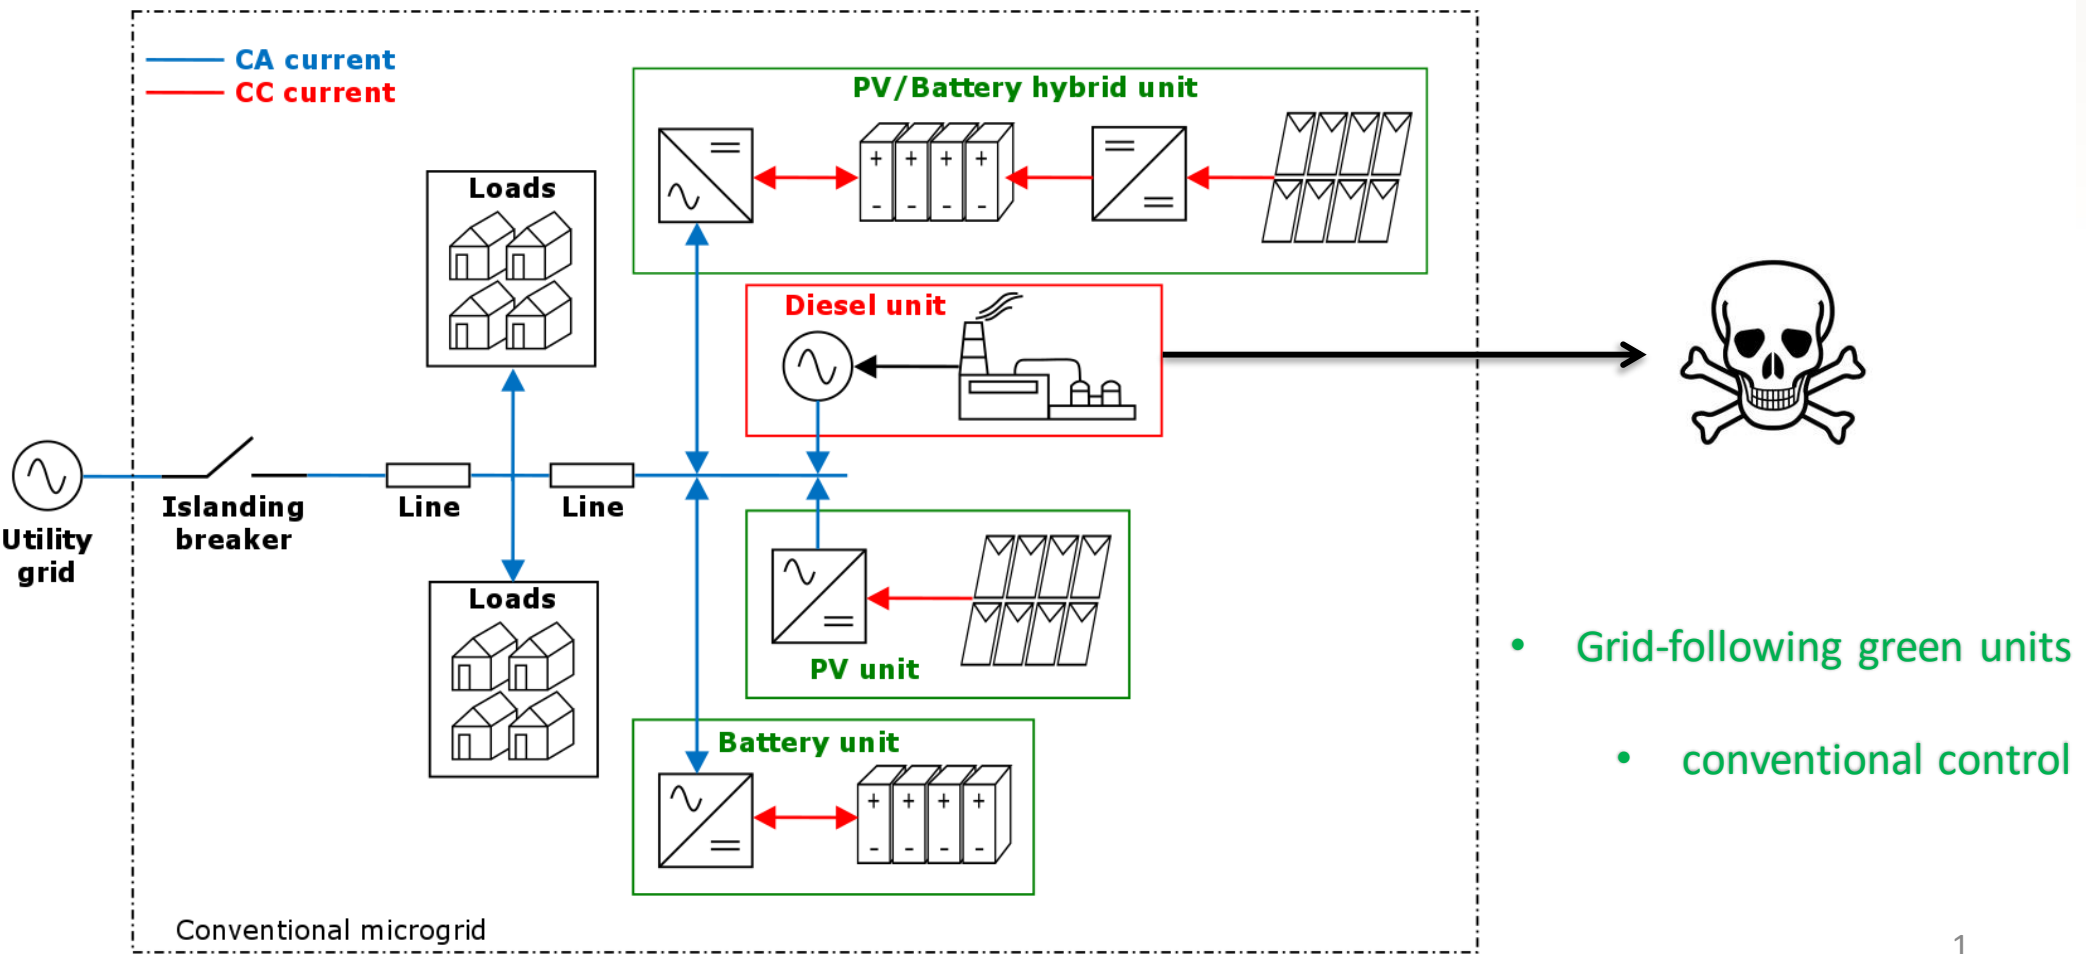 CA current
CC current
PV/Battery hybrid unit
+ + + +
- - - -
Loads
Diesel unit
Utility
grid
Islanding
breaker
Line
Line
Loads
PV unit
Battery unit
+ + + +
- - - -
Conventional microgrid
• Grid-following green units
• conventional control
1